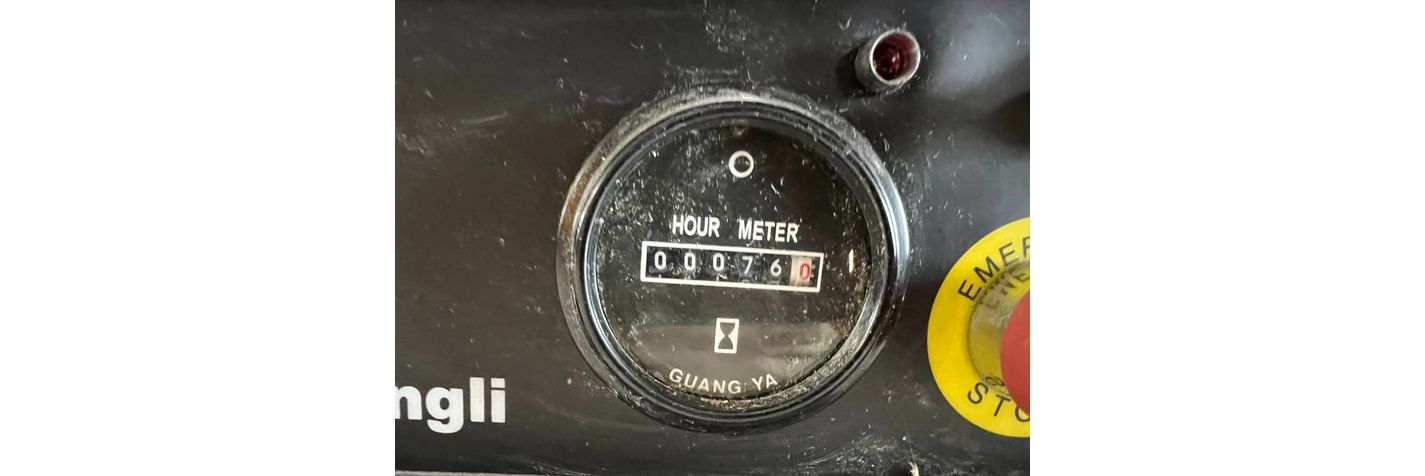 HOUR METER
000760
GUANG YA
ngli
EMER
STO